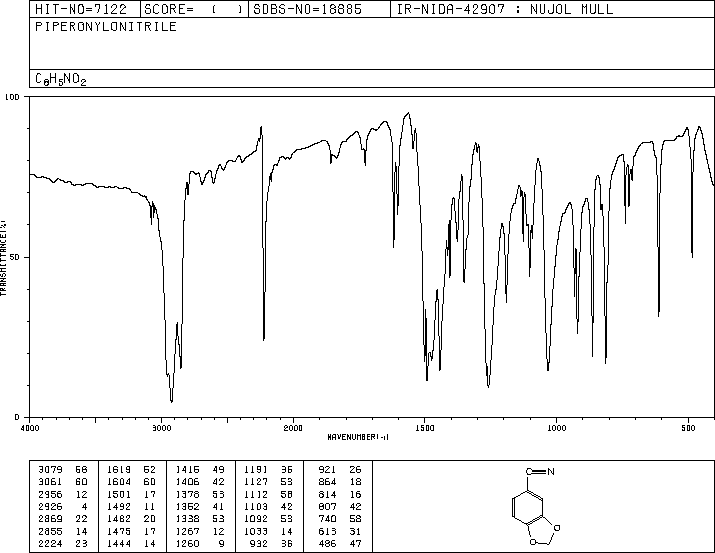 HIT-NO=7122 SCORE= ( ) SDBS-NO=18885 IR-NIDA-42907 : NUJOL MULL
PIPERONYLONITRILE
C8H5NO2
100
50
0
TRANSMITTANCE(%)
4000 3000 2000 1500 1000 500
WAVENUMBER(-1)
3079 68 1619 52 1416 49 1191 36 921 26
3061 60 1604 60 1406 42 1127 53 864 18
2956 12 1501 17 1378 53 1112 58 814 16
2926 4 1492 11 1352 41 1103 42 807 42
2869 22 1482 20 1338 53 1092 53 740 58
2855 14 1475 17 1267 12 1033 14 613 31
2224 23 1444 14 1260 9 932 36 486 47
C N
O
O